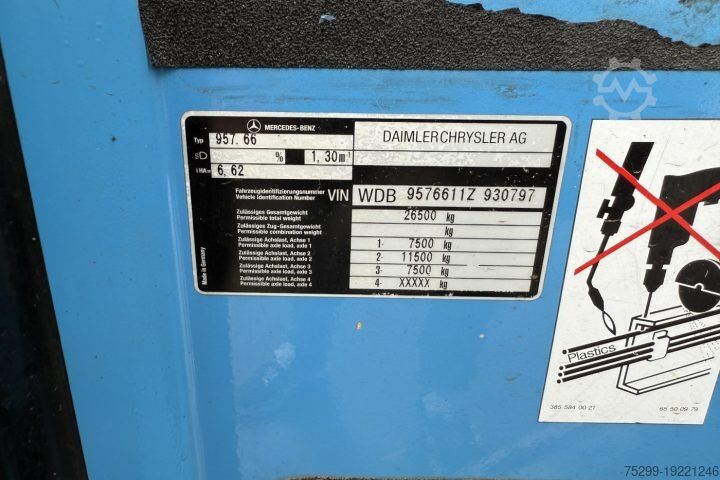 MERCEDES-BENZ
Typ 957.66 DAIMLERCHRYSLER AG
% 1,30m⁻¹
i HA= 6,62
Fahrzeugidentifizierungsnummer
Vehicle Identification Number VIN WDB 9576611Z 930797
Zulässiges Gesamtgewicht
Permissible total weight 26500 kg
Zulässiges Zug-Gesamtgewicht
Permissible combination weight kg
Zulässige Achslast, Achse 1
Permissible axle load, axle 1 1- 7500 kg
Zulässige Achslast, Achse 2
Permissible axle load, axle 2 2- 11500 kg
Zulässige Achslast, Achse 3
Permissible axle load, axle 3 3- 7500 kg
Zulässige Achslast, Achse 4
Permissible axle load, axle 4 4- XXXXX kg
Made in Germany
Plastics
385 584 00 21 65 50 09 79
75299-19221246